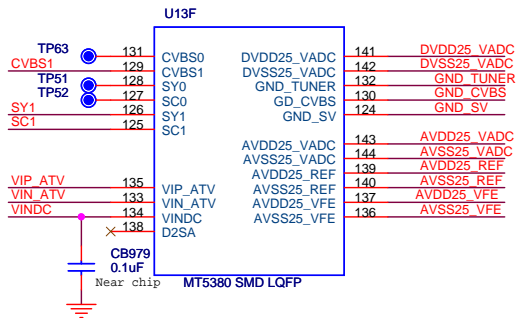 U13F
TP63 131 CVBS0 DVDD25_VADC 141 DVDD25_VADC
CVBS1 129 CVBS1 DVSS25_VADC 142 DVSS25_VADC
TP51 128 SY0 GND_TUNER 132 GND_TUNER
TP52 127 SC0 GD_CVBS 130 GND_CVBS
SY1 126 SY1 GND_SV 124 GND_SV
SC1 125 SC1
AVDD25_VADC 143 AVDD25_VADC
AVSS25_VADC 144 AVSS25_VADC
AVDD25_REF 139 AVDD25_REF
VIP_ATV 135 VIP_ATV AVSS25_REF 140 AVSS25_REF
VIN_ATV 133 VIN_ATV AVDD25_VFE 137 AVDD25_VFE
VINDC 134 VINDC AVSS25_VFE 136 AVSS25_VFE
138 D2SA
CB979
0.1uF
Near chip
MT5380 SMD LQFP